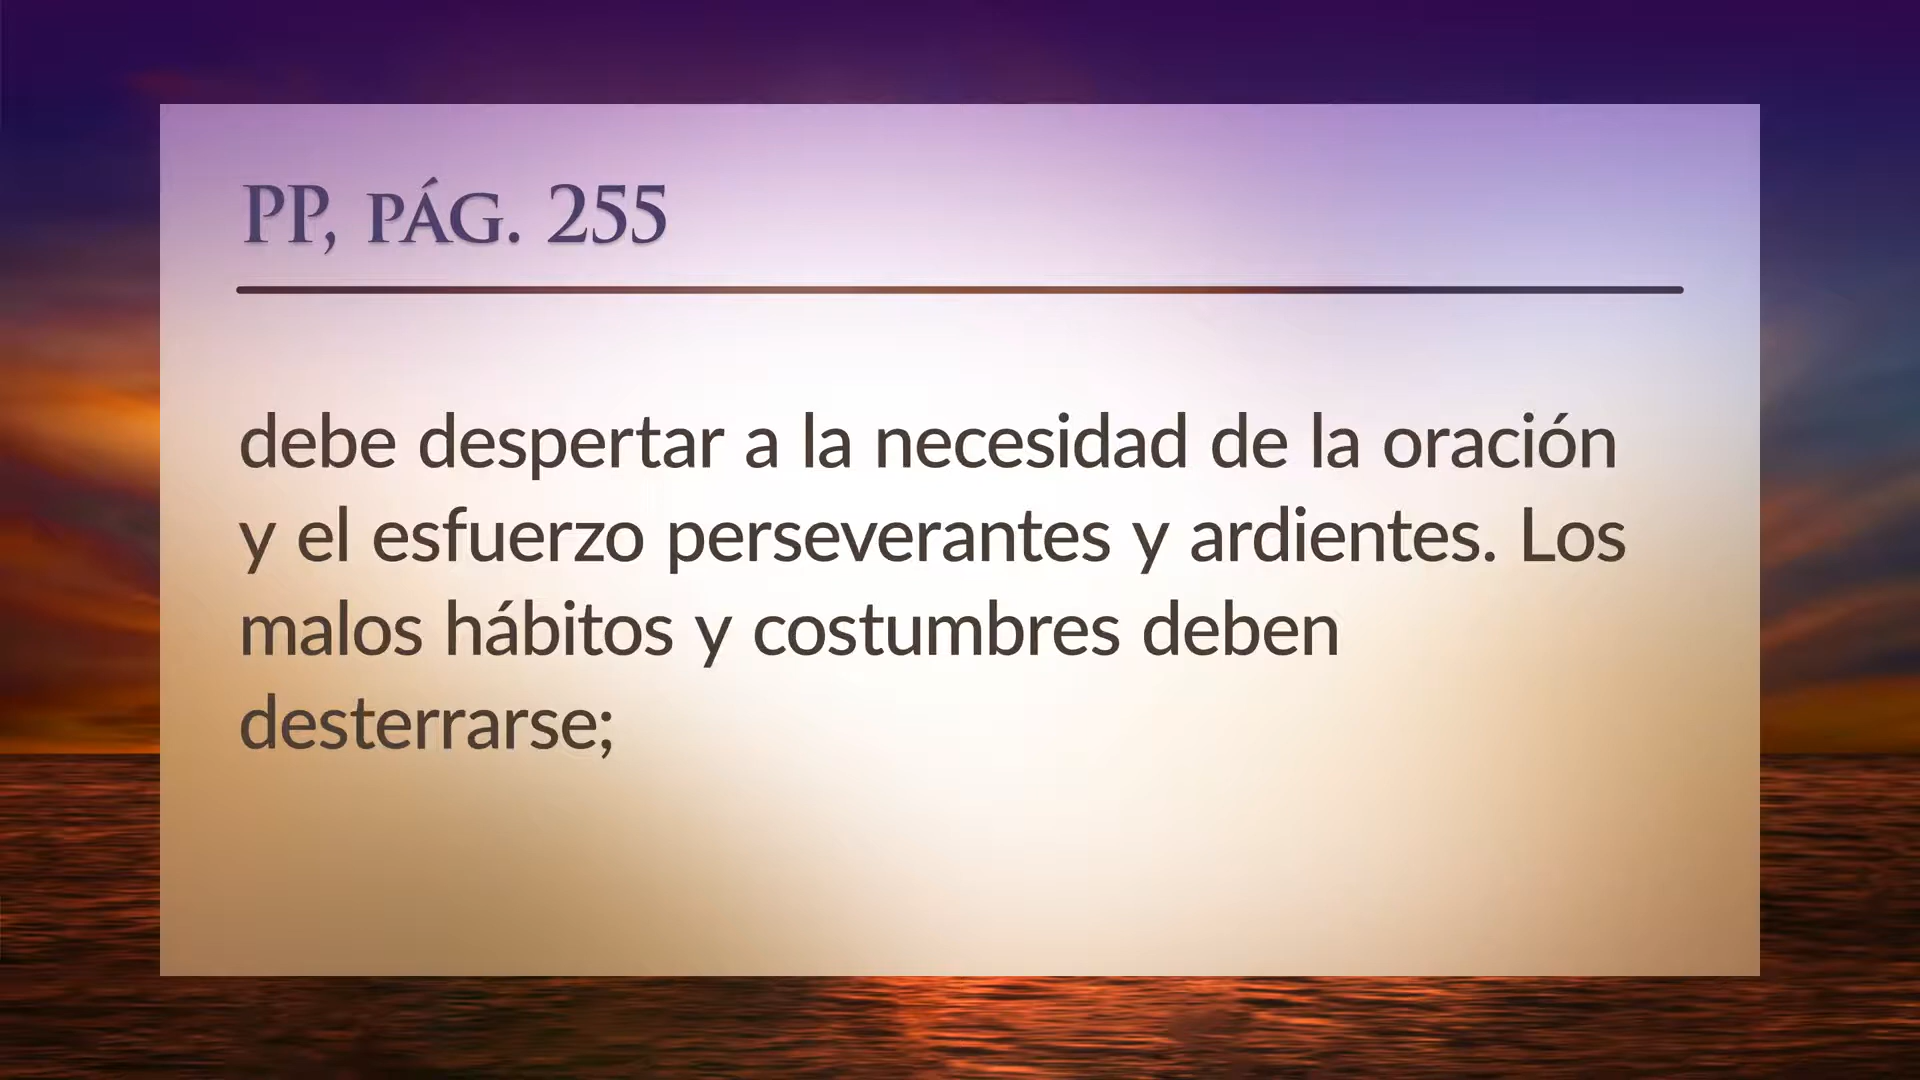 PP, PÁG. 255
debe despertar a la necesidad de la oración
y el esfuerzo perseverantes y ardientes. Los
malos hábitos y costumbres deben
desterrarse;